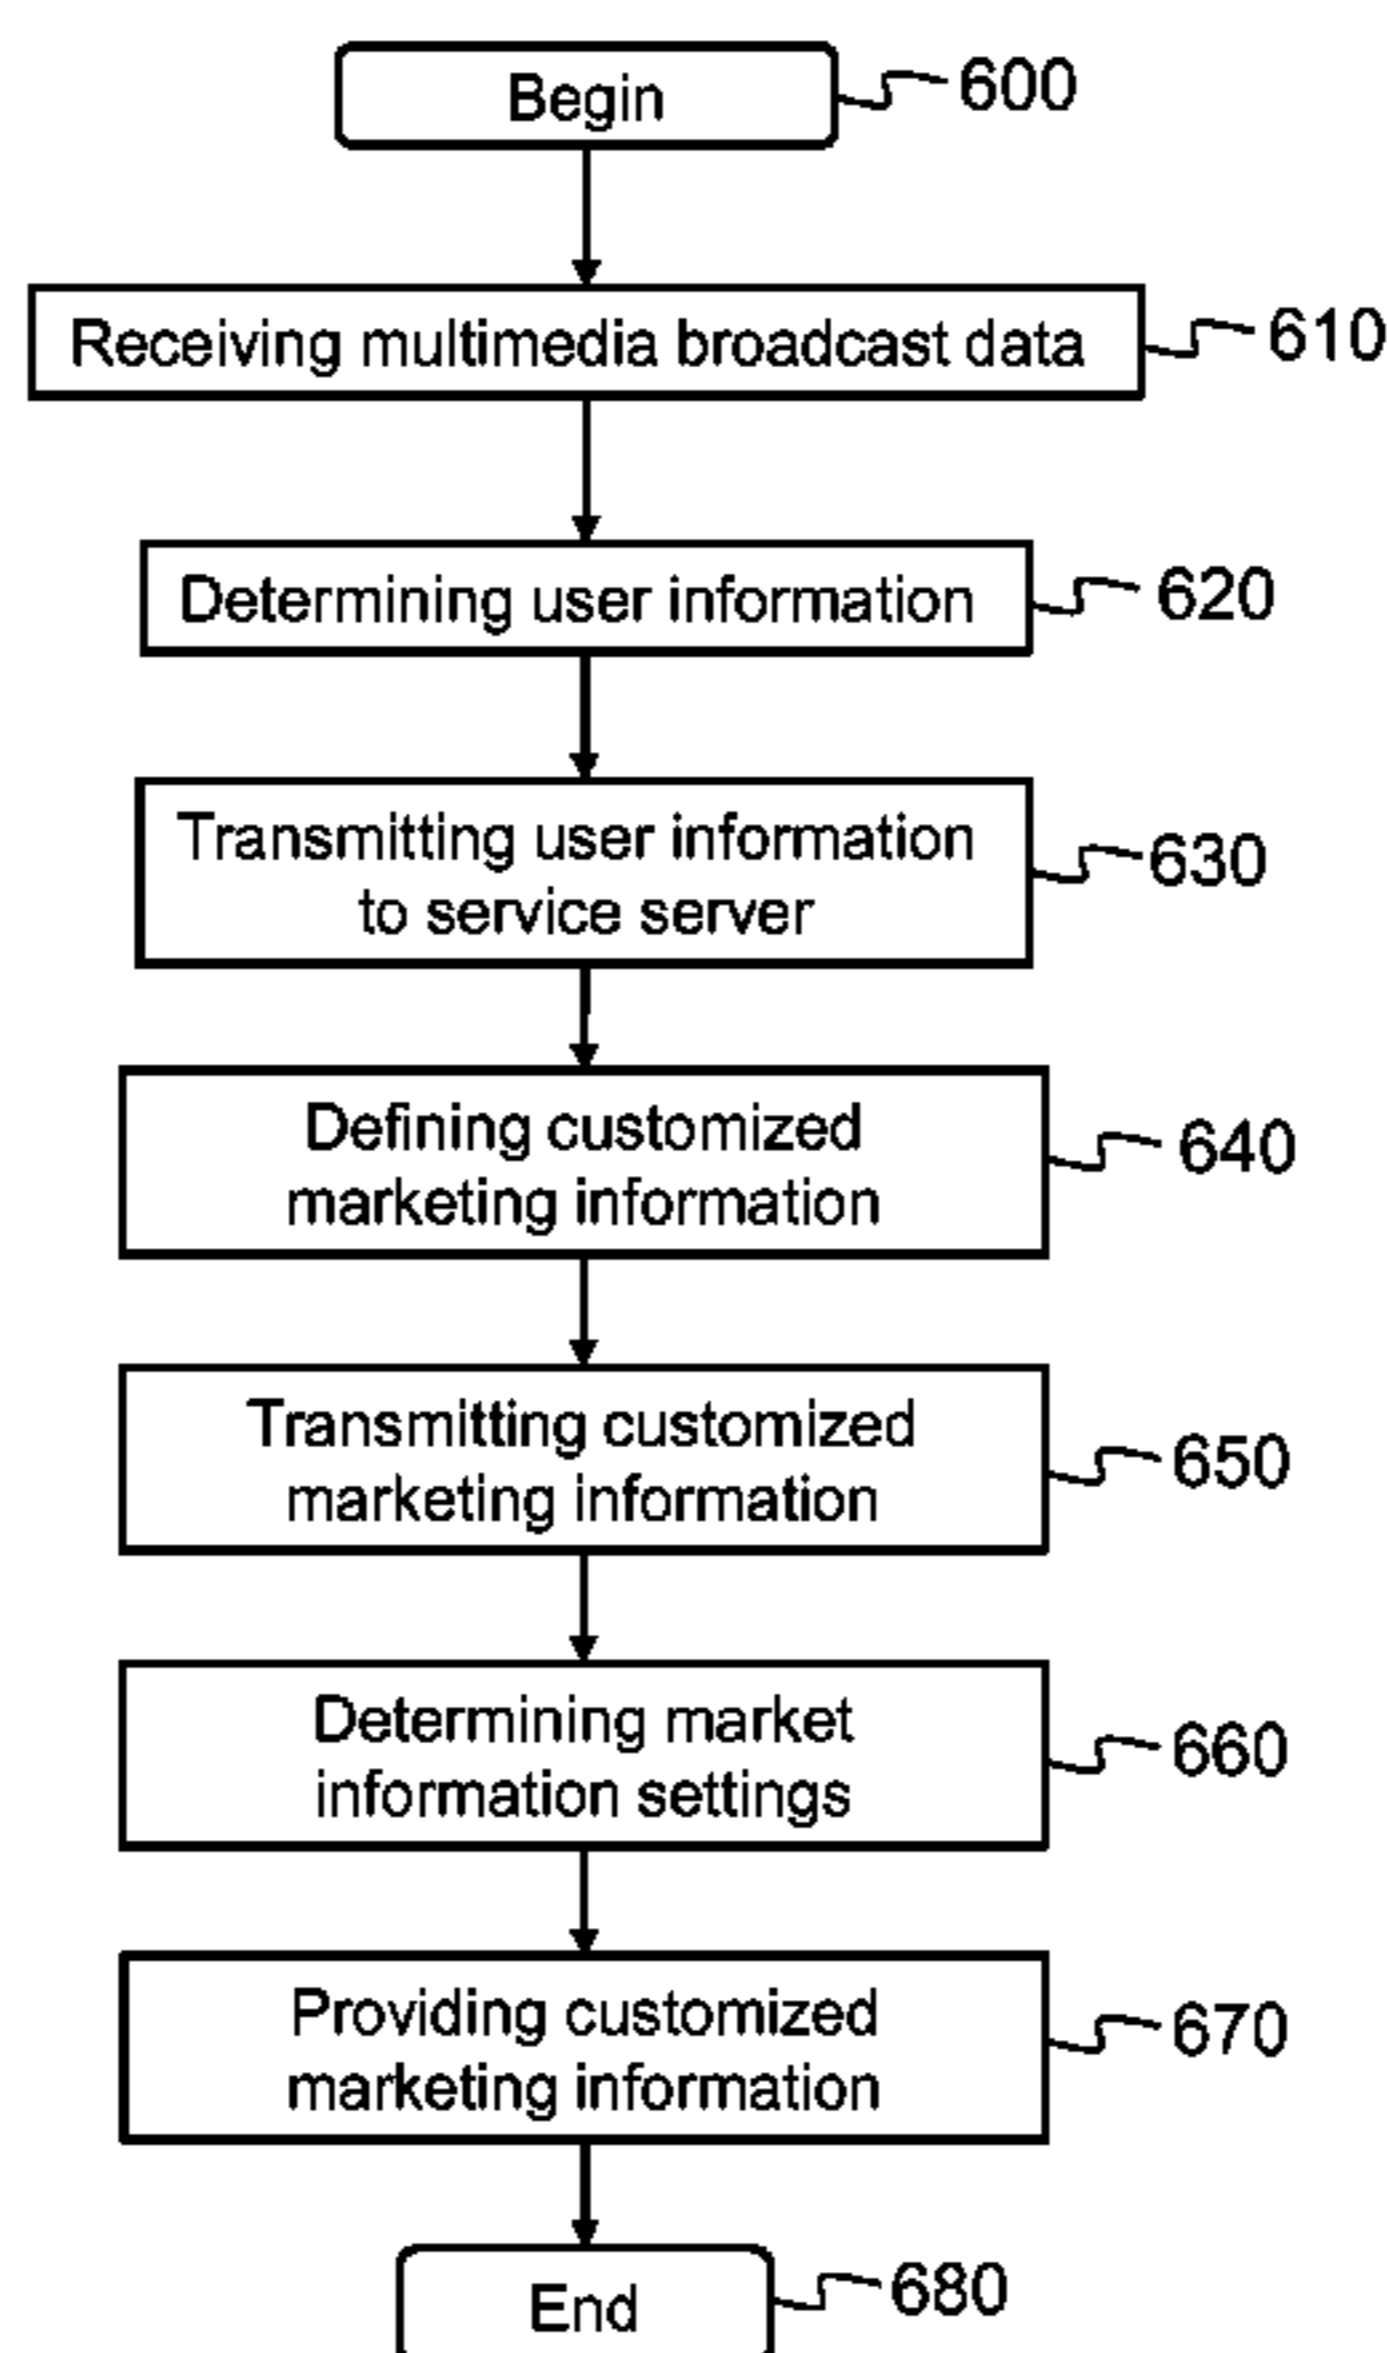 Begin
600
Receiving multimedia broadcast data
610
Determining user information
620
Transmitting user information
to service server
630
Defining customized
marketing information
640
Transmitting customized
marketing information
650
Determining market
information settings
660
Providing customized
marketing information
670
End
680